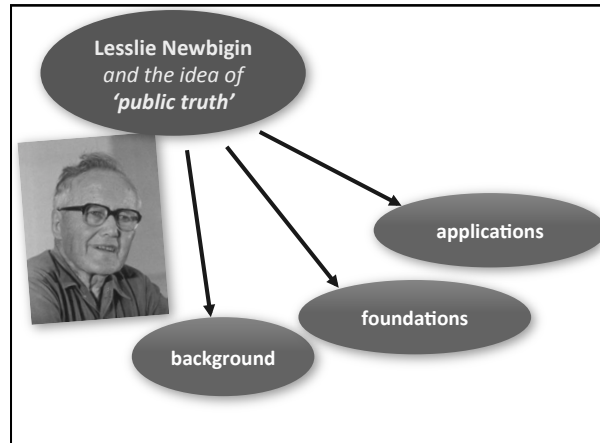 Lesslie Newbigin
and the idea of
‘public truth’
applications
foundations
background